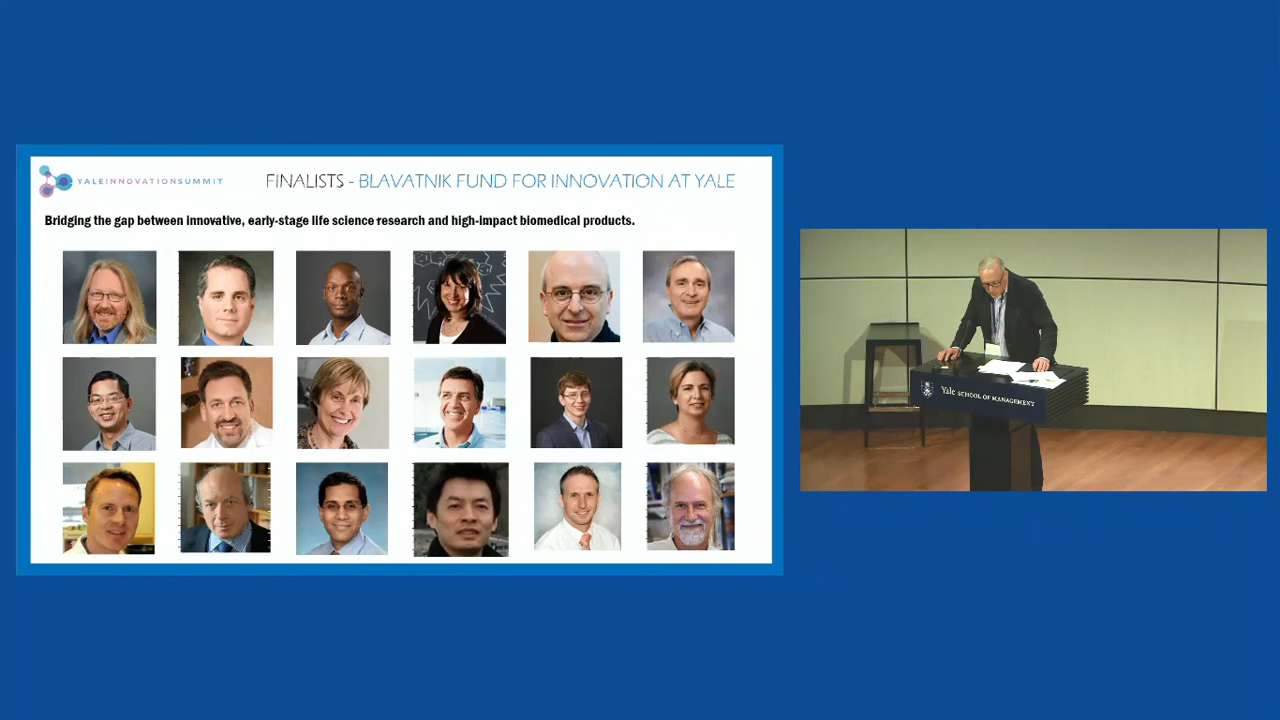 YALEINNOVATIONSUMMIT
FINALISTS - BLAVATNIK FUND FOR INNOVATION AT YALE
Bridging the gap between innovative, early-stage life science research and high-impact biomedical products.
Yale SCHOOL OF MANAGEMENT